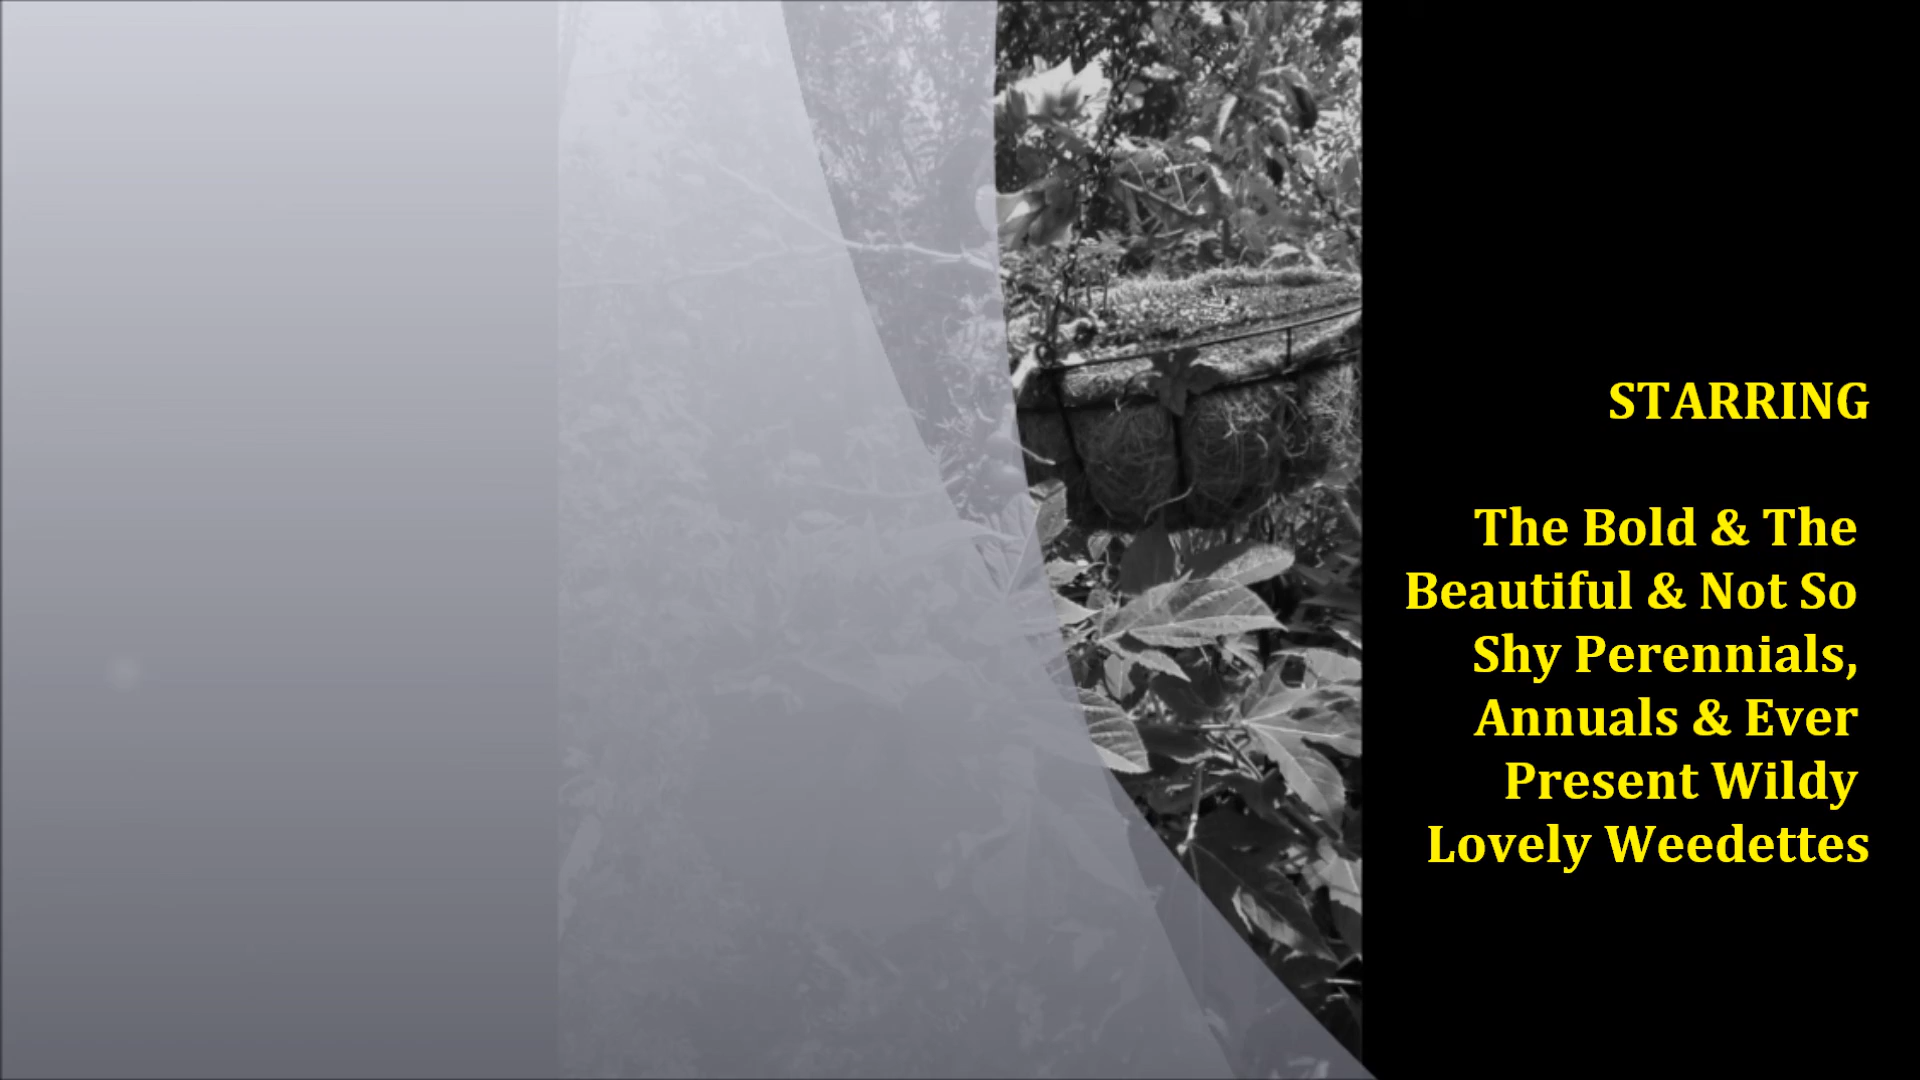 STARRING
The Bold & The
Beautiful & Not So
Shy Perennials,
Annuals & Ever
Present Wildy
Lovely Weedettes